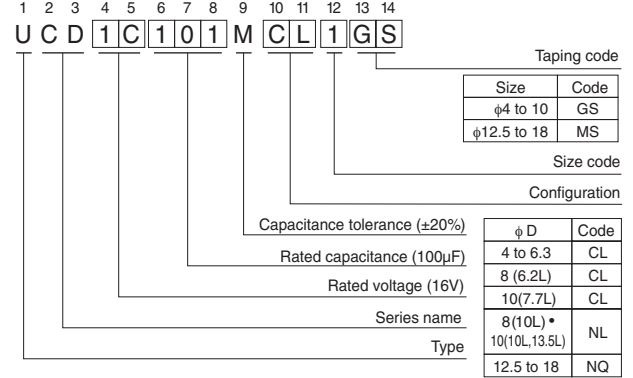 1 2 3 4 5 6 7 8 9 10 11 12 13 14
U C D 1 C 1 0 1 M C L 1 G S
Taping code
Size Code
ϕ4 to 10 GS
ϕ12.5 to 18 MS
Size code
Configuration
Capacitance tolerance (±20%)
Rated capacitance (100µF)
Rated voltage (16V)
Series name
Type
ϕ D Code
4 to 6.3 CL
8 (6.2L) CL
10(7.7L) CL
8(10L) •
10(10L,13.5L) NL
12.5 to 18 NQ